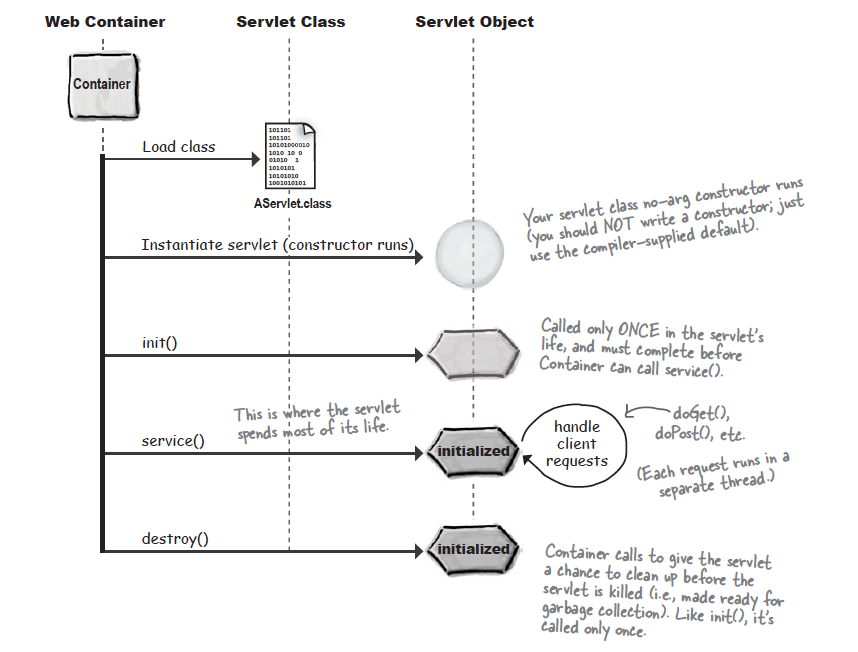 Web Container
Servlet Class
Servlet Object
Container
Load class
101101
101101
10101000010
1010 10 0
01010 1
1010101
10101010
1001010101
AServlet.class
Instantiate servlet (constructor runs)
Your servlet class no-arg constructor runs
(you should NOT write a constructor; just
use the compiler-supplied default).
init()
Called only ONCE in the servlet's
life, and must complete before
Container can call service().
This is where the servlet
spends most of its life.
service()
initialized
handle
client
requests
doGet(),
doPost(), etc.
(Each request runs in a
separate thread.)
destroy()
initialized
Container calls to give the servlet
a chance to clean up before the
servlet is killed (i.e., made ready for
garbage collection). Like init(), it's
called only once.